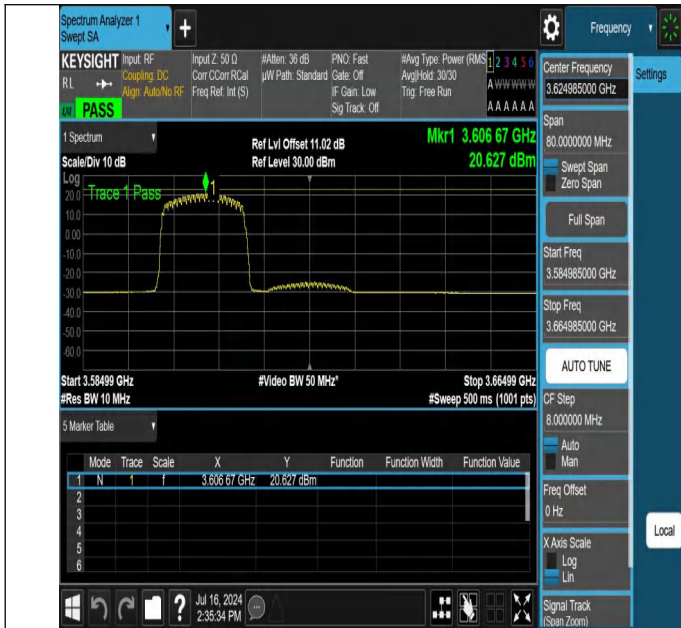 Spectrum Analyzer 1
Swept SA
+
Frequency
KEYSIGHT
RL
PASS
Input: RF
Coupling: DC
Align: Auto/No RF
Input Z: 50 Ω
Corr CCorr RCal
Freq Ref: Int (S)
#Atten: 36 dB
µW Path: Standard
PNO: Fast
Gate: Off
IF Gain: Low
Sig Track: Off
#Avg Type: Power (RMS
Avg|Hold: 30/30
Trig: Free Run
1 2 3 4 5 6
A W W W W W
A A A A A A
1 Spectrum
Scale/Div 10 dB
Ref Lvl Offset 11.02 dB
Ref Level 30.00 dBm
Mkr1 3.606 67 GHz
20.627 dBm
Log
Trace 1 Pass
1
20.0
10.0
0.00
-10.0
-20.0
-30.0
-40.0
-50.0
-60.0
Start 3.58499 GHz
#Res BW 10 MHz
#Video BW 50 MHz*
Stop 3.66499 GHz
#Sweep 500 ms (1001 pts)
5 Marker Table
Mode Trace Scale X Y Function Function Width Function Value
1 N 1 f 3.606 67 GHz 20.627 dBm
2
3
4
5
6
?
Jul 16, 2024
2:35:34 PM
Center Frequency
3.624985000 GHz
Settings
Span
80.0000000 MHz
Swept Span
Zero Span
Full Span
Start Freq
3.584985000 GHz
Stop Freq
3.664985000 GHz
AUTO TUNE
CF Step
8.000000 MHz
Auto
Man
Freq Offset
0 Hz
X Axis Scale
Log
Lin
Local
Signal Track
(Span Zoom)